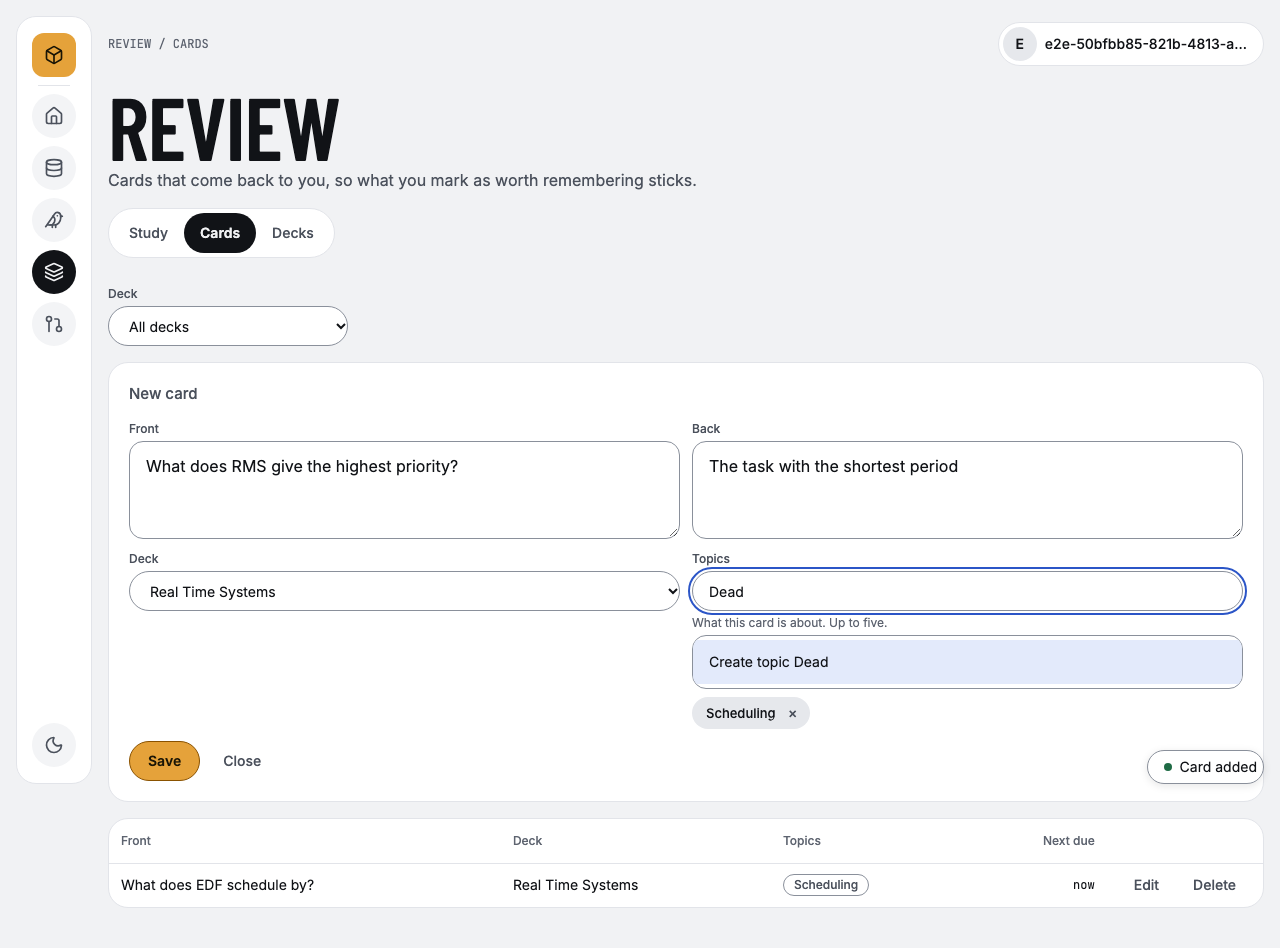 REVIEW / CARDS
E e2e-50bfbb85-821b-4813-a...
REVIEW
Cards that come back to you, so what you mark as worth remembering sticks.
Study Cards Decks
Deck
All decks
New card
Front Back
What does RMS give the highest priority? The task with the shortest period
Deck Topics
Real Time Systems Dead
What this card is about. Up to five.
Create topic Dead
Scheduling ×
Save Close
Card added
Front Deck Topics Next due
What does EDF schedule by? Real Time Systems Scheduling now Edit Delete